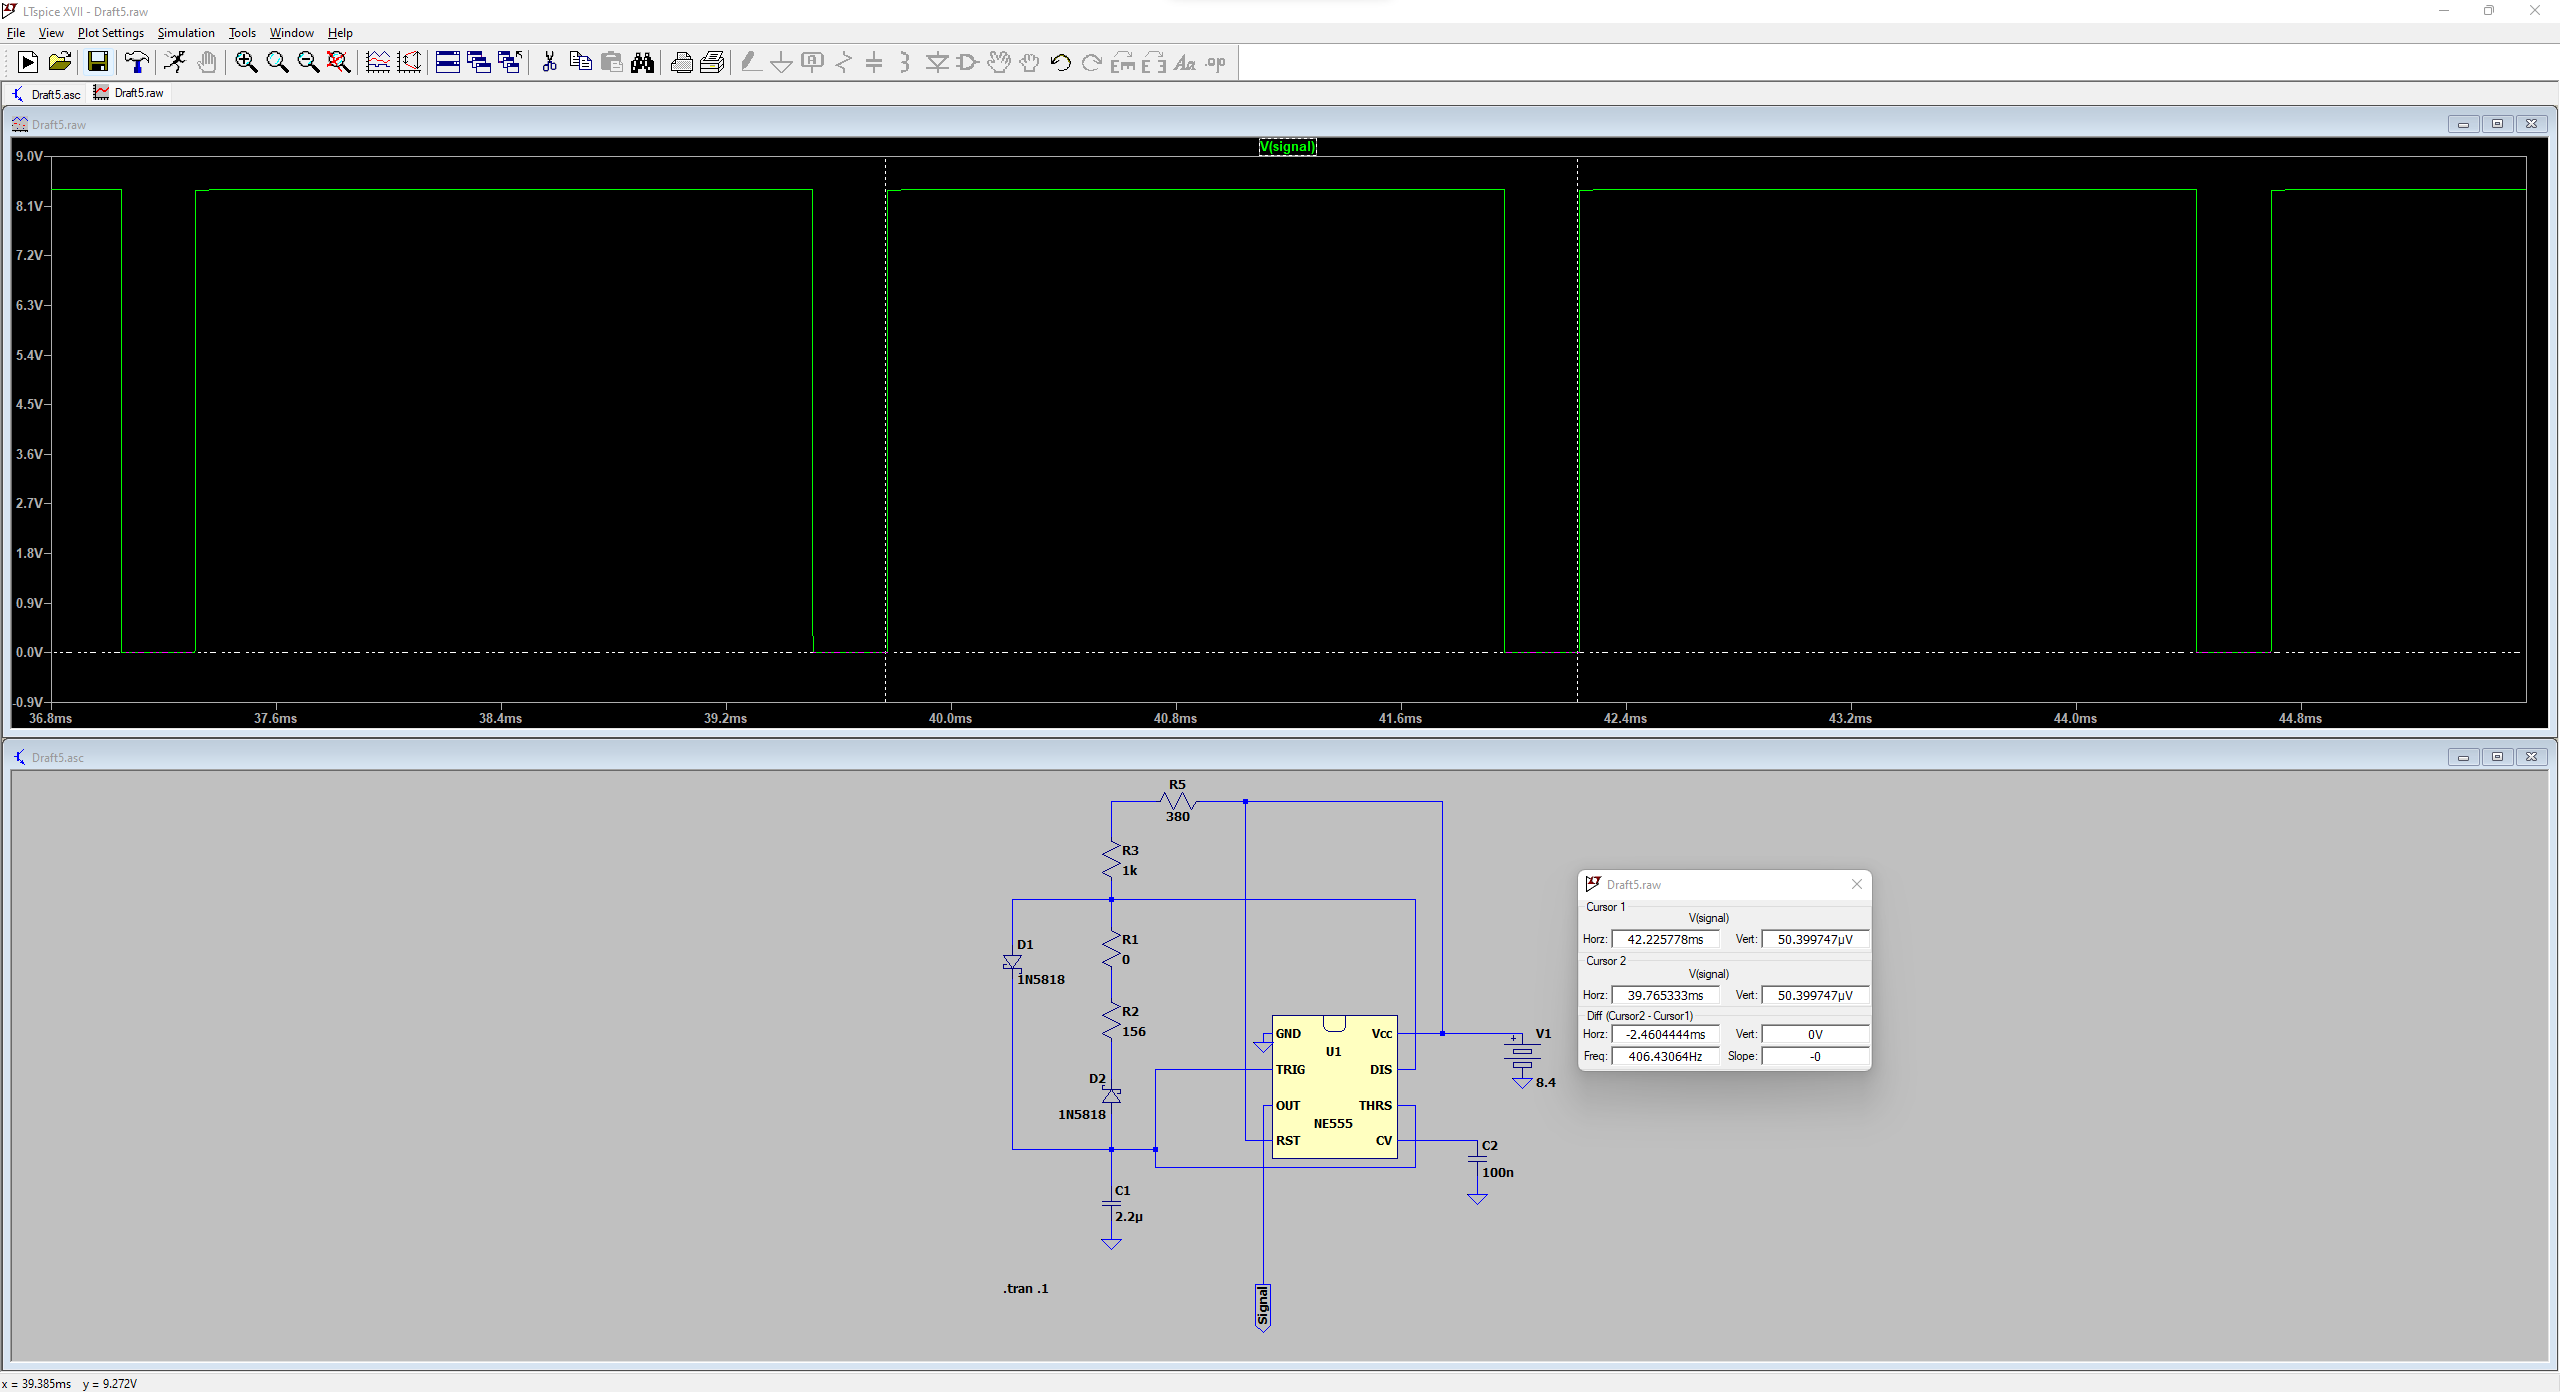 LTspice XVII - Draft5.raw
File View Plot Settings Simulation Tools Window Help
Draft5.asc Draft5.raw
Draft5.raw
V(signal)
9.0V
8.1V
7.2V
6.3V
5.4V
4.5V
3.6V
2.7V
1.8V
0.9V
0.0V
-0.9V
36.8ms 37.6ms 38.4ms 39.2ms 40.0ms 40.8ms 41.6ms 42.4ms 43.2ms 44.0ms 44.8ms
Draft5.asc
R5
380
R3
1k
D1
1N5818
R1
0
R2
156
D2
1N5818
C1
2.2µ
.tran .1
GND Vcc
U1
TRIG DIS
OUT THRS
NE555
RST CV
V1
8.4
C2
100n
Signal
Draft5.raw
Cursor 1
V(signal)
Horz: 42.225778ms Vert: 50.399747µV
Cursor 2
V(signal)
Horz: 39.765333ms Vert: 50.399747µV
Diff (Cursor2 - Cursor1)
Horz: -2.4604444ms Vert: 0V
Freq: 406.43064Hz Slope: -0
x = 39.385ms y = 9.272V